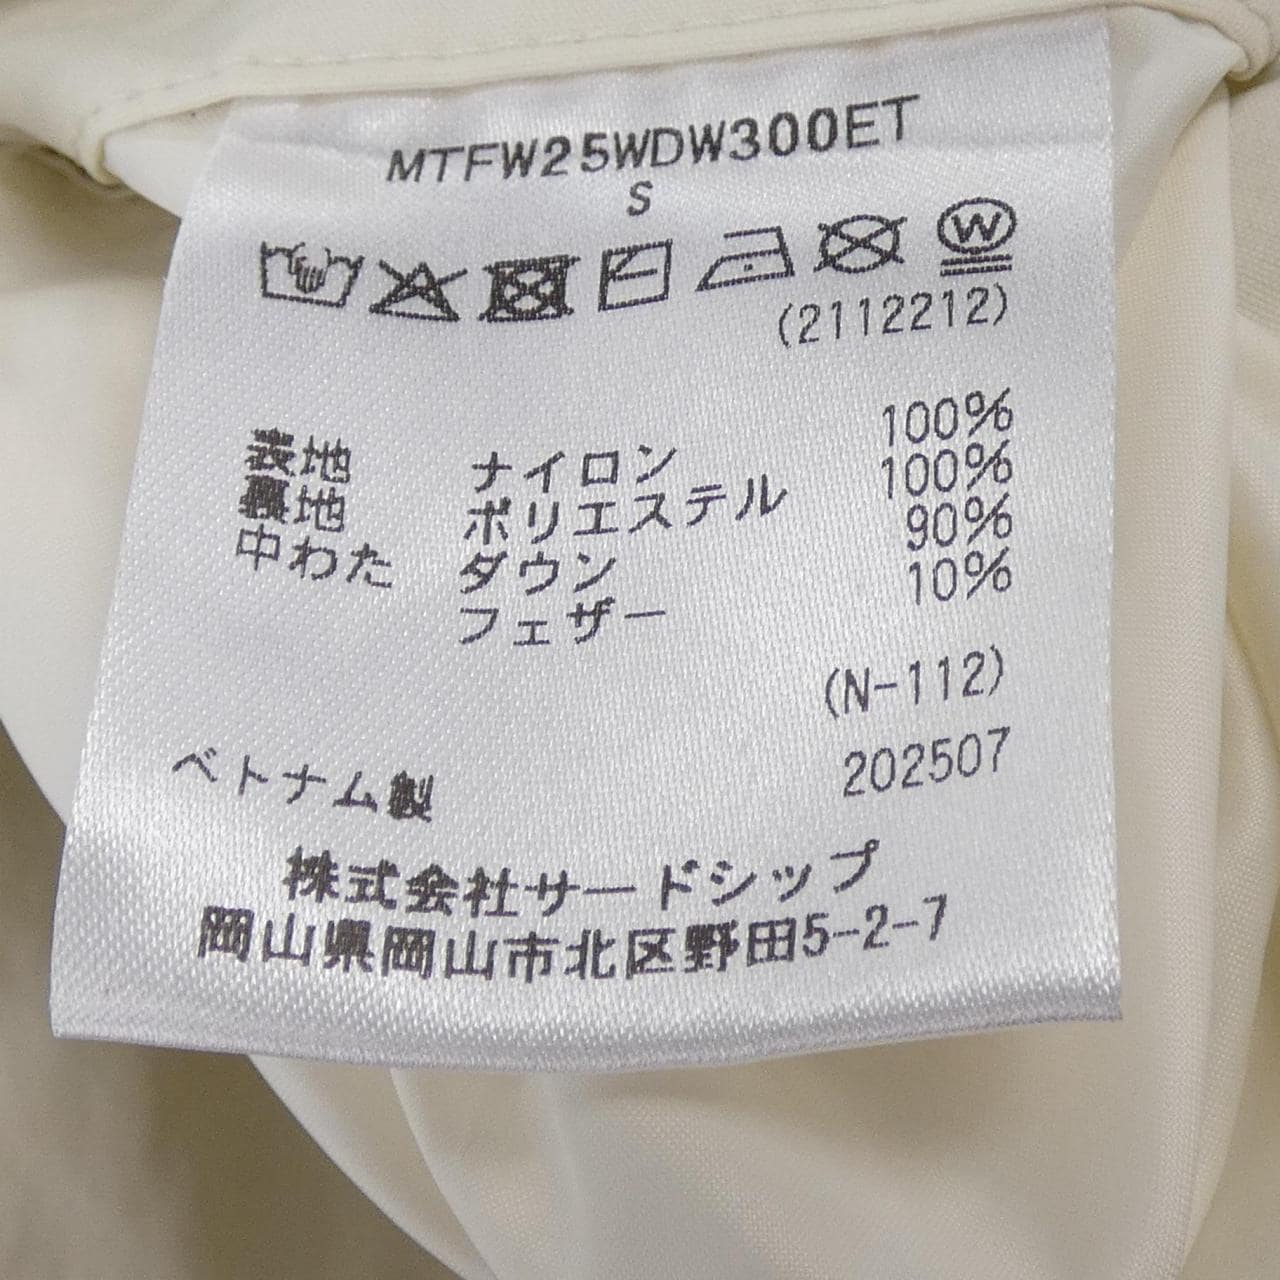 MTFW25WDW300ET
S
(2112212)
表地 ナイロン 100%
裏地 ポリエステル 100%
中わた ダウン 90%
フェザー 10%
(N-112)
ベトナム製 202507
株式会社サードシップ
岡山県岡山市北区野田5-2-7